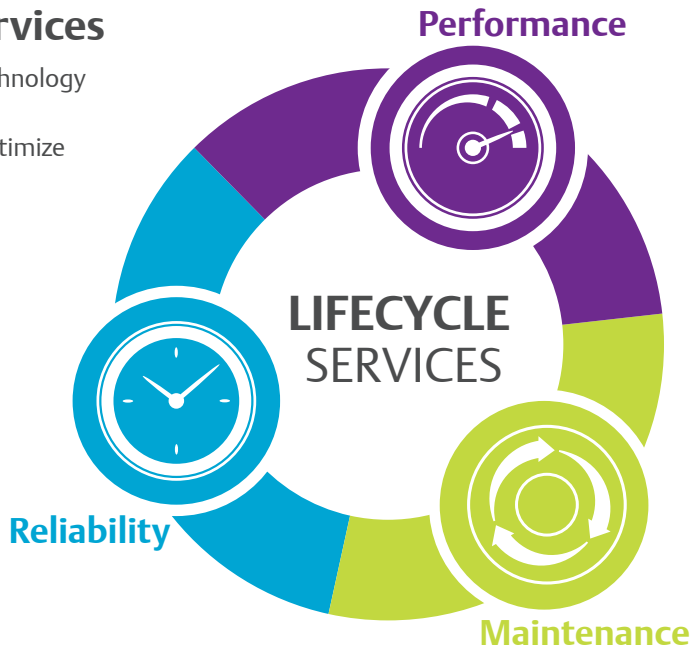 rvices
hnology
timize
Performance
LIFECYCLE
SERVICES
Reliability
Maintenance